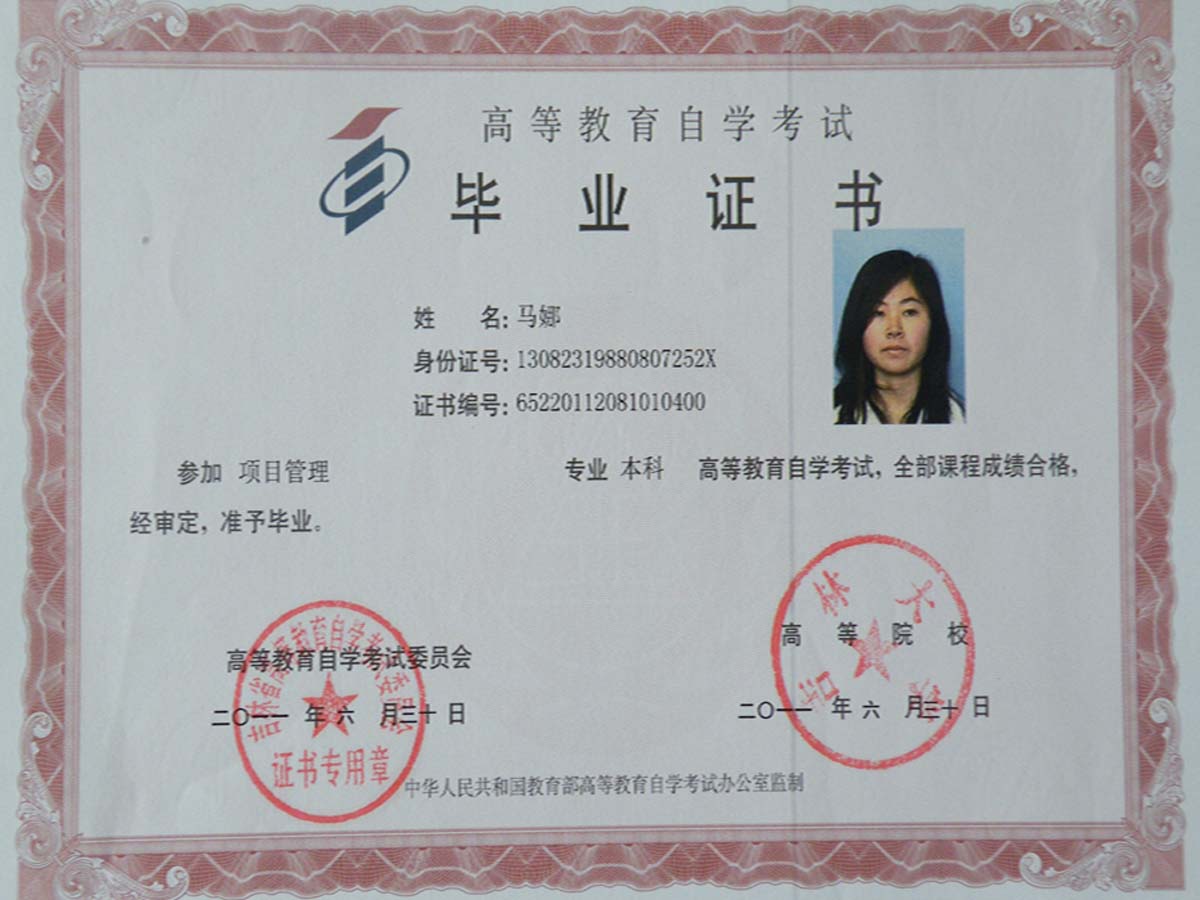 高等教育自学考试
毕业证书
姓 名：马娜
身份证号：13082319880807252X
证书编号：65220112081010400
参加 项目管理 专业 本科 高等教育自学考试，全部课程成绩合格，
经审定，准予毕业。
吉林省高等教育自学考试委员会
高等教育自学考试委员会
二〇一一 年 六 月三十 日
证书专用章
吉林大学
高等院校
二〇一一 年 六 月三十 日
中华人民共和国教育部高等教育自学考试办公室监制